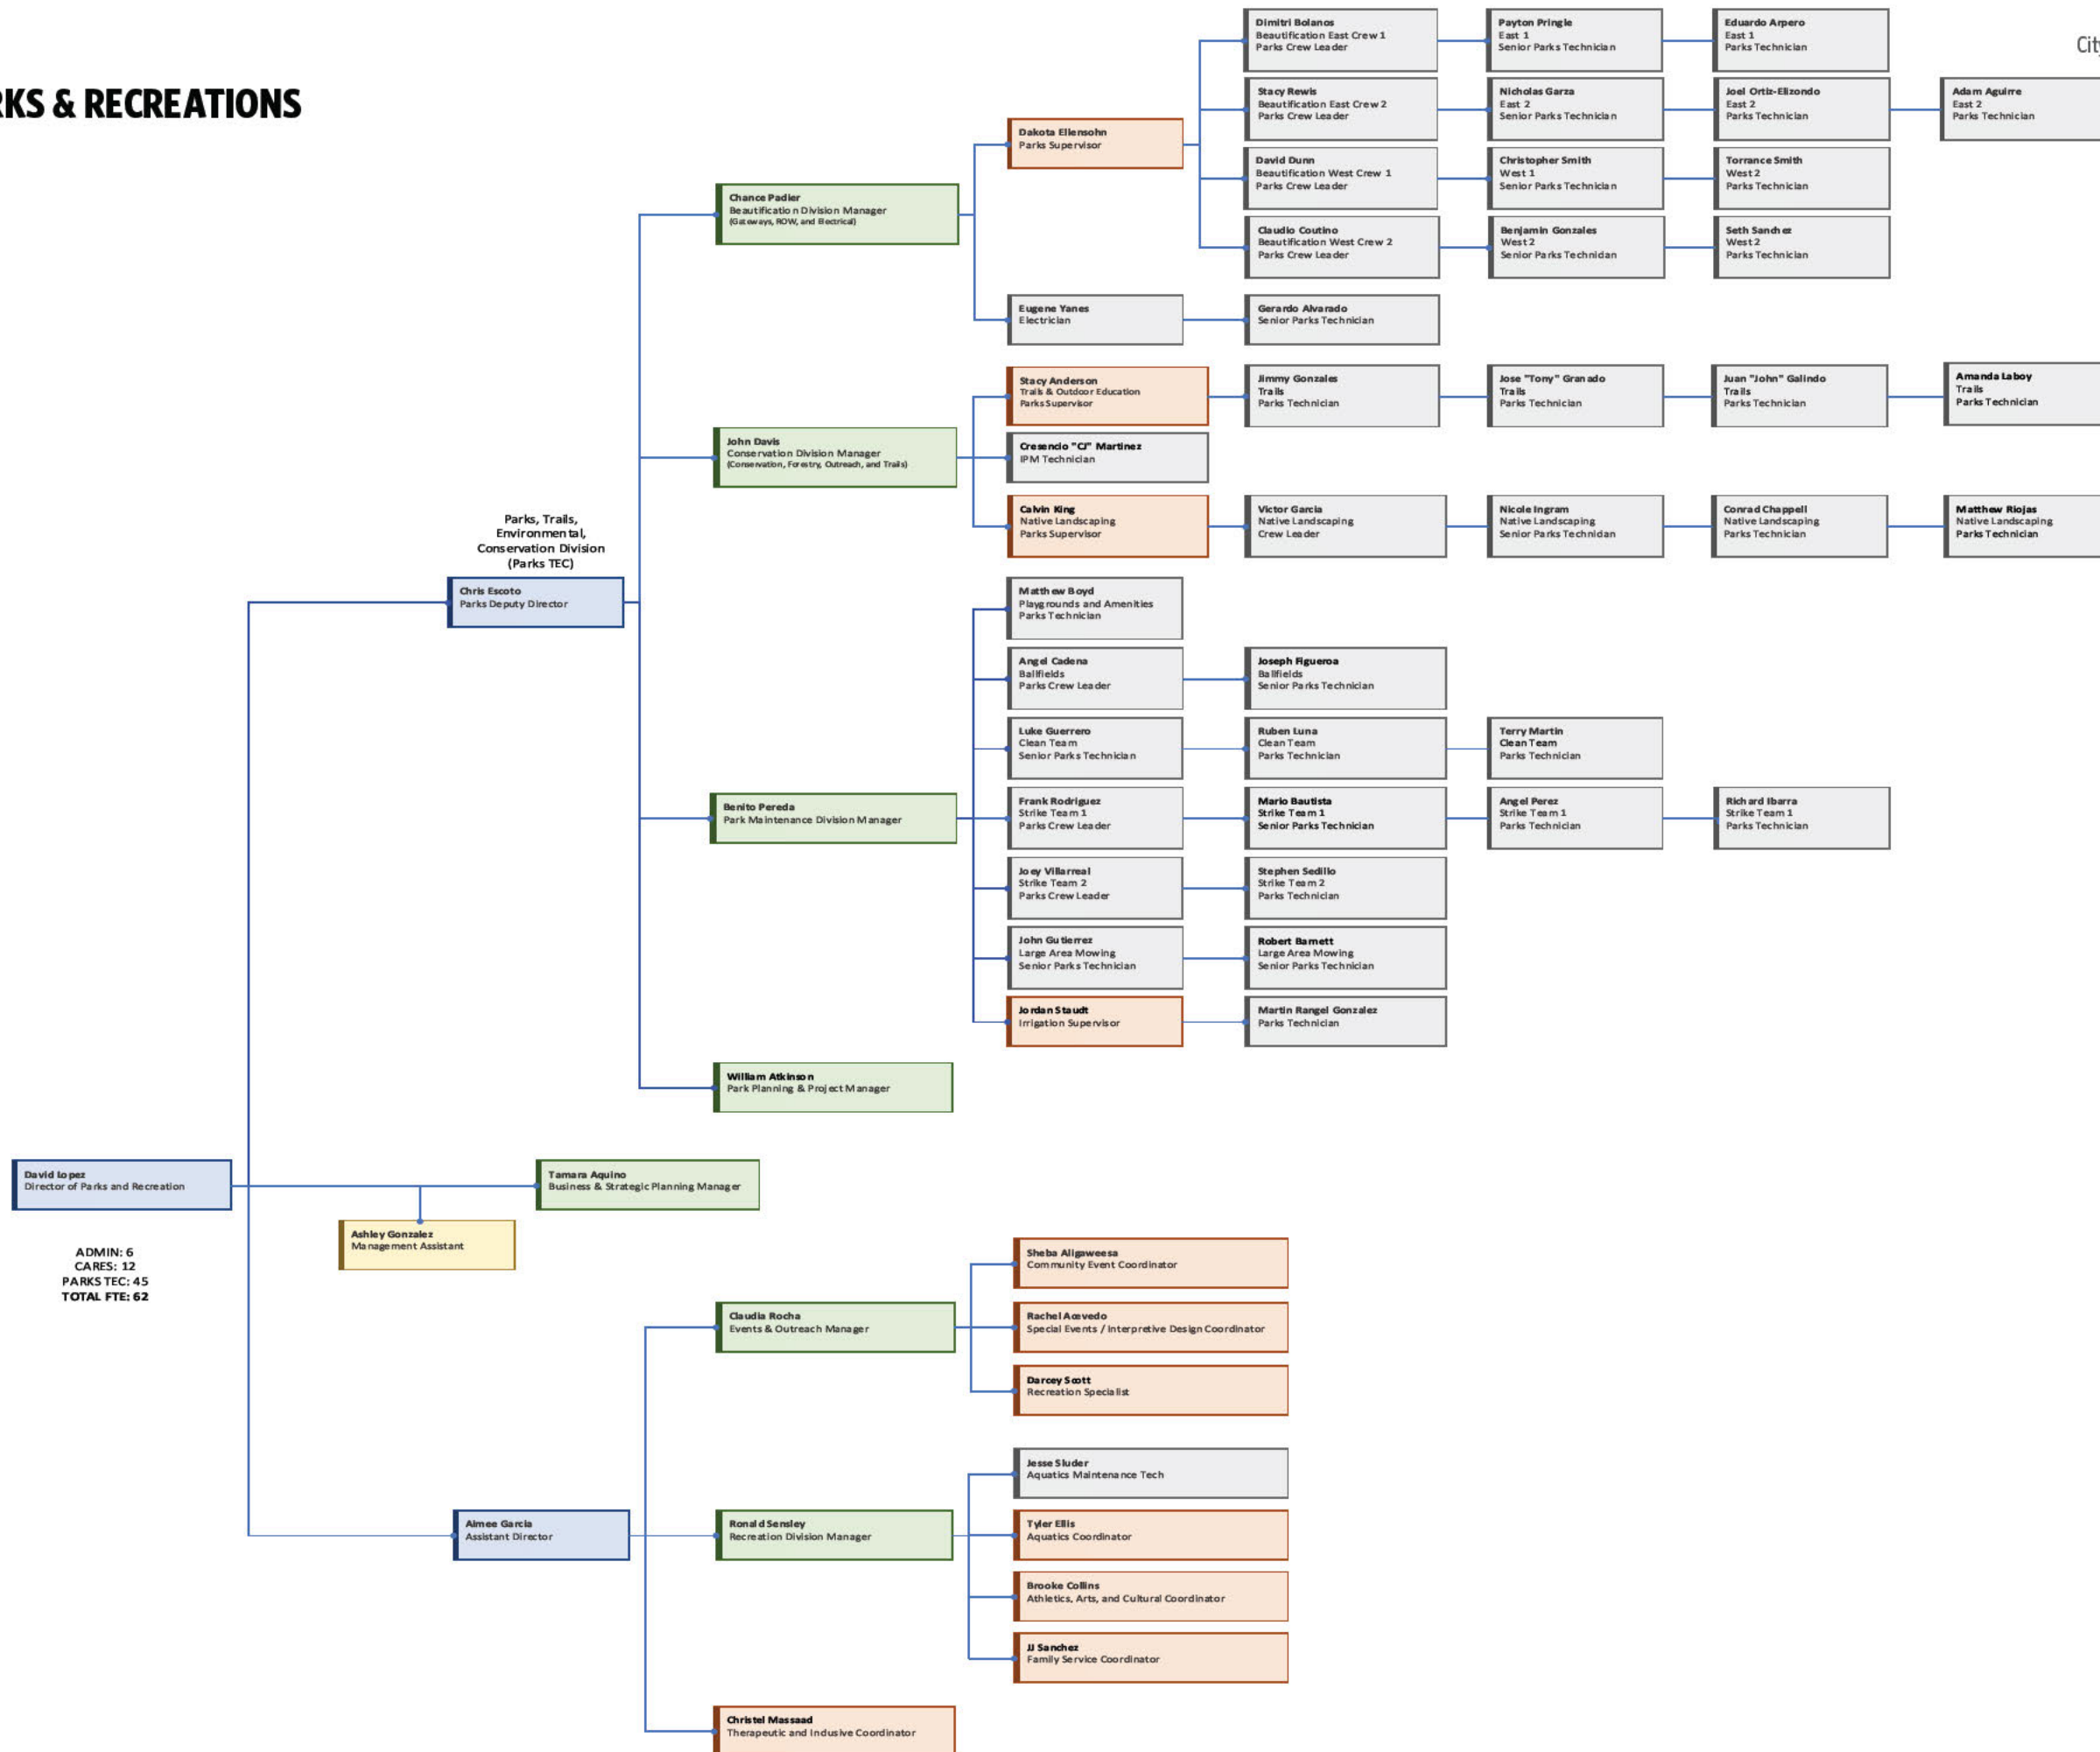 RKS & RECREATIONS
City
Dimitri Bolanos
Beautification East Crew 1
Parks Crew Leader
Payton Pringle
East 1
Senior Parks Technician
Eduardo Arpero
East 1
Parks Technician
Stacy Rewis
Beautification East Crew 2
Parks Crew Leader
Nicholas Garza
East 2
Senior Parks Technician
Joel Ortiz-Elizondo
East 2
Parks Technician
Adam Aguirre
East 2
Parks Technician
Dakota Ellensohn
Parks Supervisor
David Dunn
Beautification West Crew 1
Parks Crew Leader
Christopher Smith
West 1
Senior Parks Technician
Torrance Smith
West 2
Parks Technician
Chance Padier
Beautification Division Manager
(Gateways, ROW, and Electrical)
Claudio Coutino
Beautification West Crew 2
Parks Crew Leader
Benjamin Gonzales
West 2
Senior Parks Technician
Seth Sanchez
West 2
Parks Technician
Eugene Yanes
Electrician
Gerardo Alvarado
Senior Parks Technician
Stacy Anderson
Trails & Outdoor Education
Parks Supervisor
Jimmy Gonzales
Trails
Parks Technician
Jose "Tony" Granado
Trails
Parks Technician
Juan "John" Galindo
Trails
Parks Technician
Amanda Laboy
Trails
Parks Technician
John Davis
Conservation Division Manager
(Conservation, Forestry, Outreach, and Trails)
Cresencio "CJ" Martinez
IPM Technician
Calvin King
Native Landscaping
Parks Supervisor
Victor Garcia
Native Landscaping
Crew Leader
Nicole Ingram
Native Landscaping
Senior Parks Technician
Conrad Chappell
Native Landscaping
Parks Technician
Matthew Riojas
Native Landscaping
Parks Technician
Parks, Trails,
Environmental,
Conservation Division
(Parks TEC)
Chris Escoto
Parks Deputy Director
Matthew Boyd
Playgrounds and Amenities
Parks Technician
Angel Cadena
Ballfields
Parks Crew Leader
Joseph Figueroa
Ballfields
Senior Parks Technician
Luke Guerrero
Clean Team
Senior Parks Technician
Ruben Luna
Clean Team
Parks Technician
Terry Martin
Clean Team
Parks Technician
Benito Pereda
Park Maintenance Division Manager
Frank Rodriguez
Strike Team 1
Parks Crew Leader
Mario Bautista
Strike Team 1
Senior Parks Technician
Angel Perez
Strike Team 1
Parks Technician
Richard Ibarra
Strike Team 1
Parks Technician
Joey Villarreal
Strike Team 2
Parks Crew Leader
Stephen Sedillo
Strike Team 2
Parks Technician
John Gutierrez
Large Area Mowing
Senior Parks Technician
Robert Barnett
Large Area Mowing
Senior Parks Technician
Jordan Staudt
Irrigation Supervisor
Martin Rangel Gonzalez
Parks Technician
William Atkinson
Park Planning & Project Manager
David Lopez
Director of Parks and Recreation
Tamara Aquino
Business & Strategic Planning Manager
Ashley Gonzalez
Management Assistant
ADMIN: 6
CARES: 12
PARKS TEC: 45
TOTAL FTE: 62
Sheba Aligaweesa
Community Event Coordinator
Claudia Rocha
Events & Outreach Manager
Rachel Acevedo
Special Events / Interpretive Design Coordinator
Darcey Scott
Recreation Specialist
Jesse Sluder
Aquatics Maintenance Tech
Aimee Garcia
Assistant Director
Ronald Sensley
Recreation Division Manager
Tyler Ellis
Aquatics Coordinator
Brooke Collins
Athletics, Arts, and Cultural Coordinator
JJ Sanchez
Family Service Coordinator
Christel Massaad
Therapeutic and Inclusive Coordinator